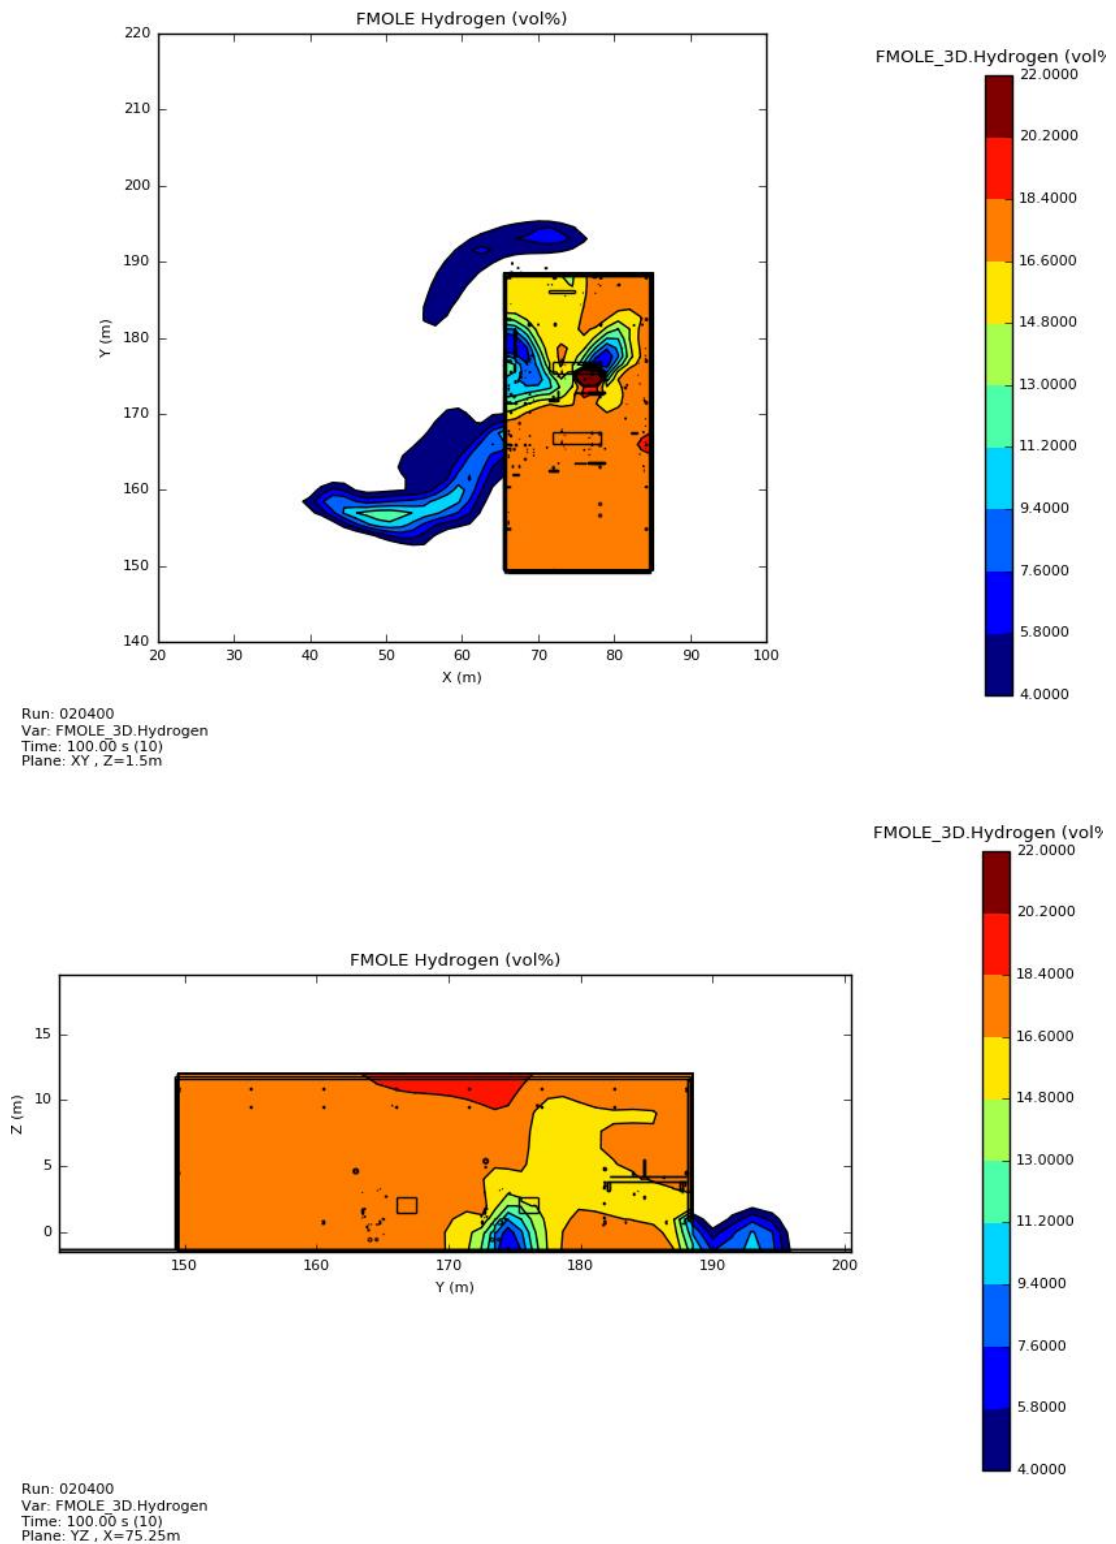 FMOLE Hydrogen (vol%)
FMOLE_3D.Hydrogen (vol%
220
210
200
190
180
170
160
150
140
Y (m)
20 30 40 50 60 70 80 90 100
X (m)
22.0000
20.2000
18.4000
16.6000
14.8000
13.0000
11.2000
9.4000
7.6000
5.8000
4.0000
Run: 020400
Var: FMOLE_3D.Hydrogen
Time: 100.00 s (10)
Plane: XY , Z=1.5m
FMOLE_3D.Hydrogen (vol%
FMOLE Hydrogen (vol%)
15
10
5
0
Z (m)
150 160 170 180 190 200
Y (m)
22.0000
20.2000
18.4000
16.6000
14.8000
13.0000
11.2000
9.4000
7.6000
5.8000
4.0000
Run: 020400
Var: FMOLE_3D.Hydrogen
Time: 100.00 s (10)
Plane: YZ , X=75.25m